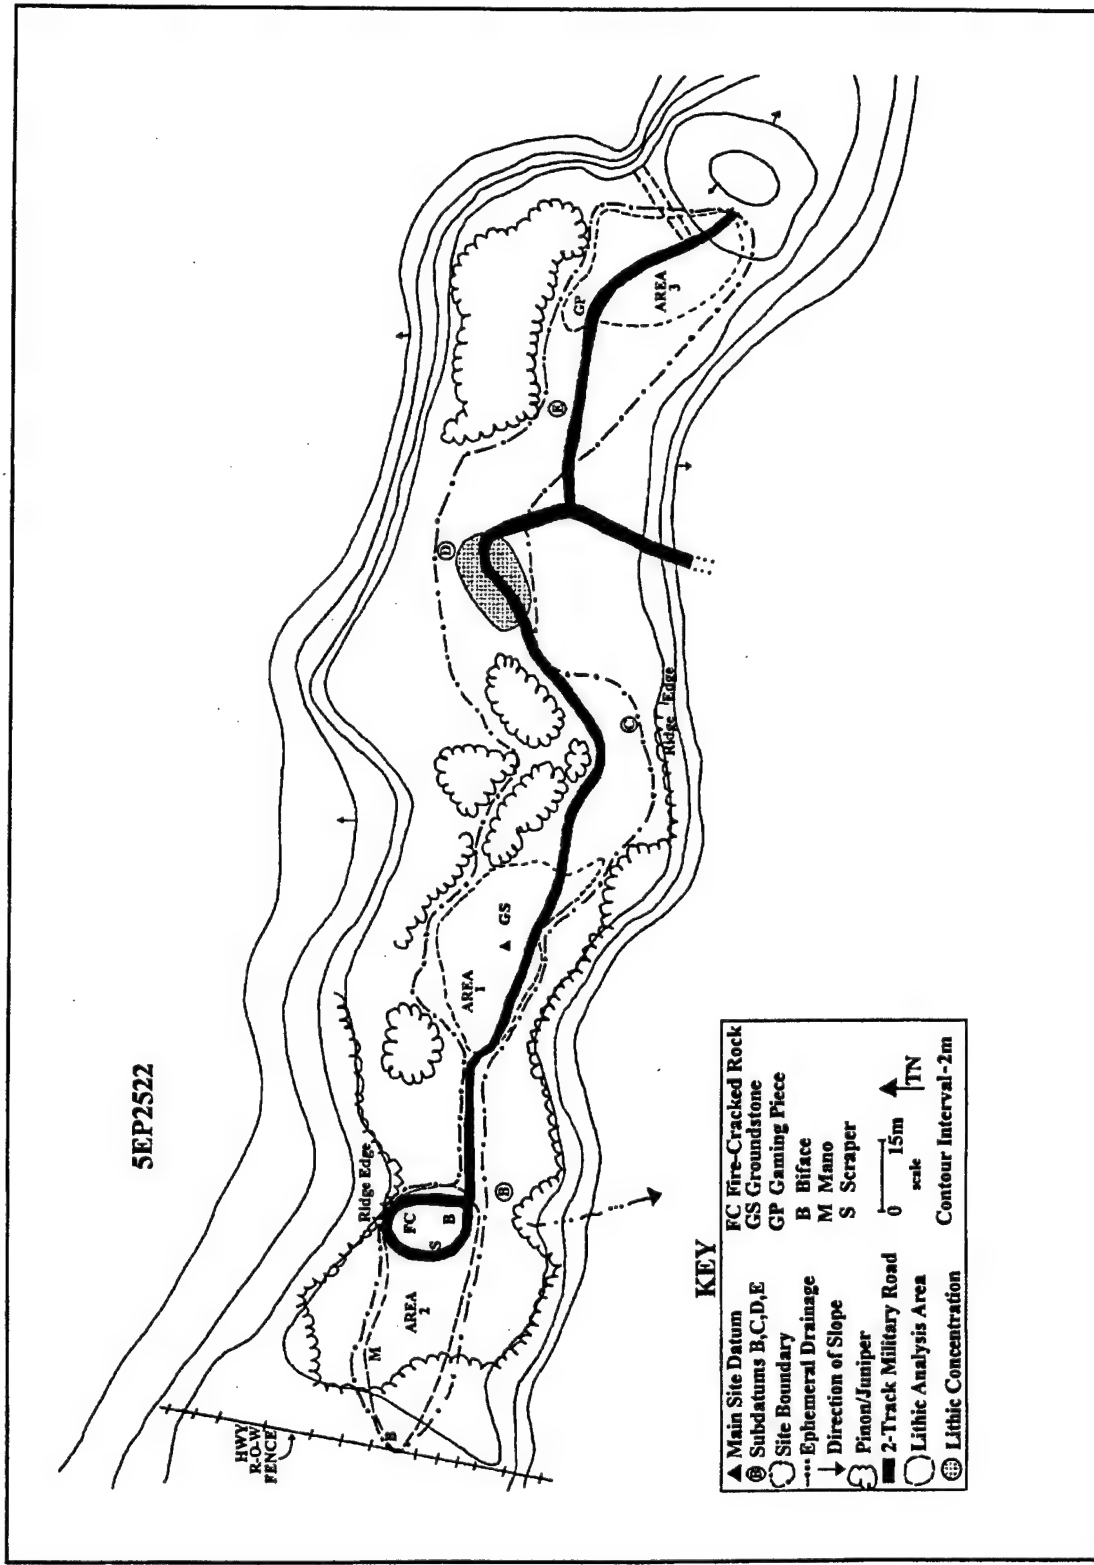 5EP2522
HWY
R-O-W
FENCE
B
M
AREA
2
Ridge Edge
FC
S
B
B
AREA
1
GS
C
Ridge Edge
D
E
GP
AREA
3
KEY
▲ Main Site Datum
B Subdatums B,C,D,E
Site Boundary
Ephemeral Drainage
Direction of Slope
Pinon/Juniper
2-Track Military Road
Lithic Analysis Area
Lithic Concentration
FC Fire-Cracked Rock
GS Groundstone
GP Gaming Piece
B Biface
M Mano
S Scraper
0 15m
scale
TN
Contour Interval-2m